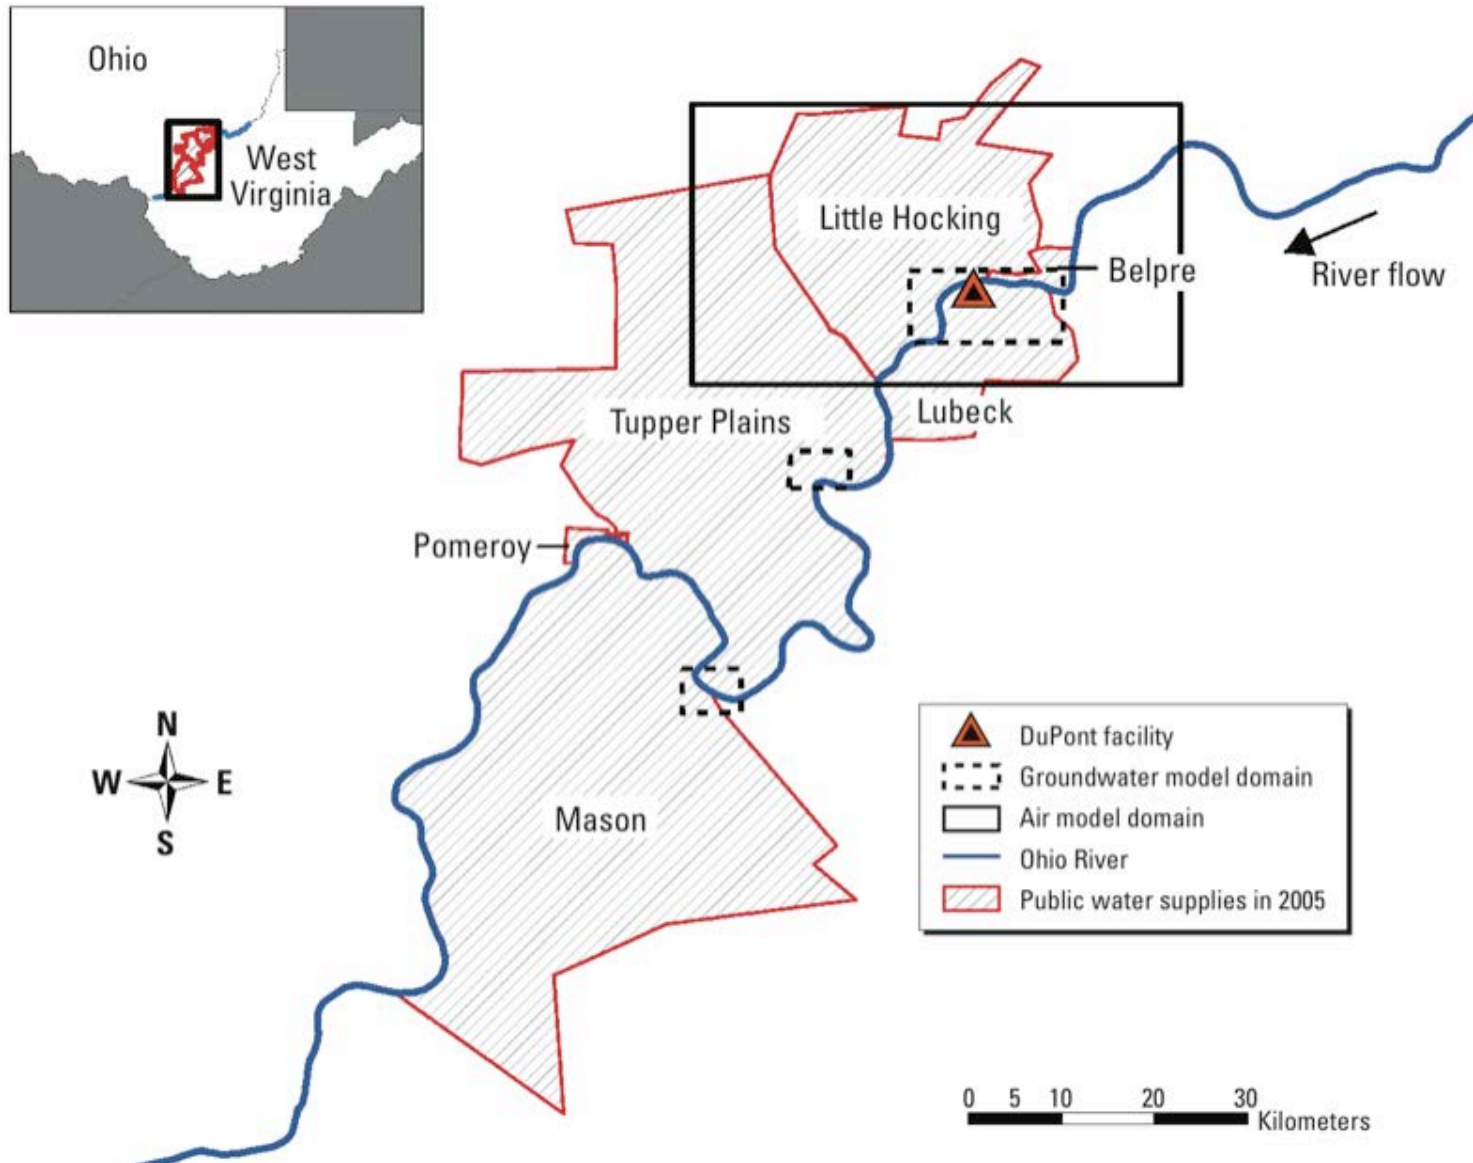 Ohio
West
Virginia
Little Hocking
Belpre
River flow
Tupper Plains
Lubeck
Pomeroy
Mason
N
W E
S
DuPont facility
Groundwater model domain
Air model domain
Ohio River
Public water supplies in 2005
0 5 10 20 30
Kilometers